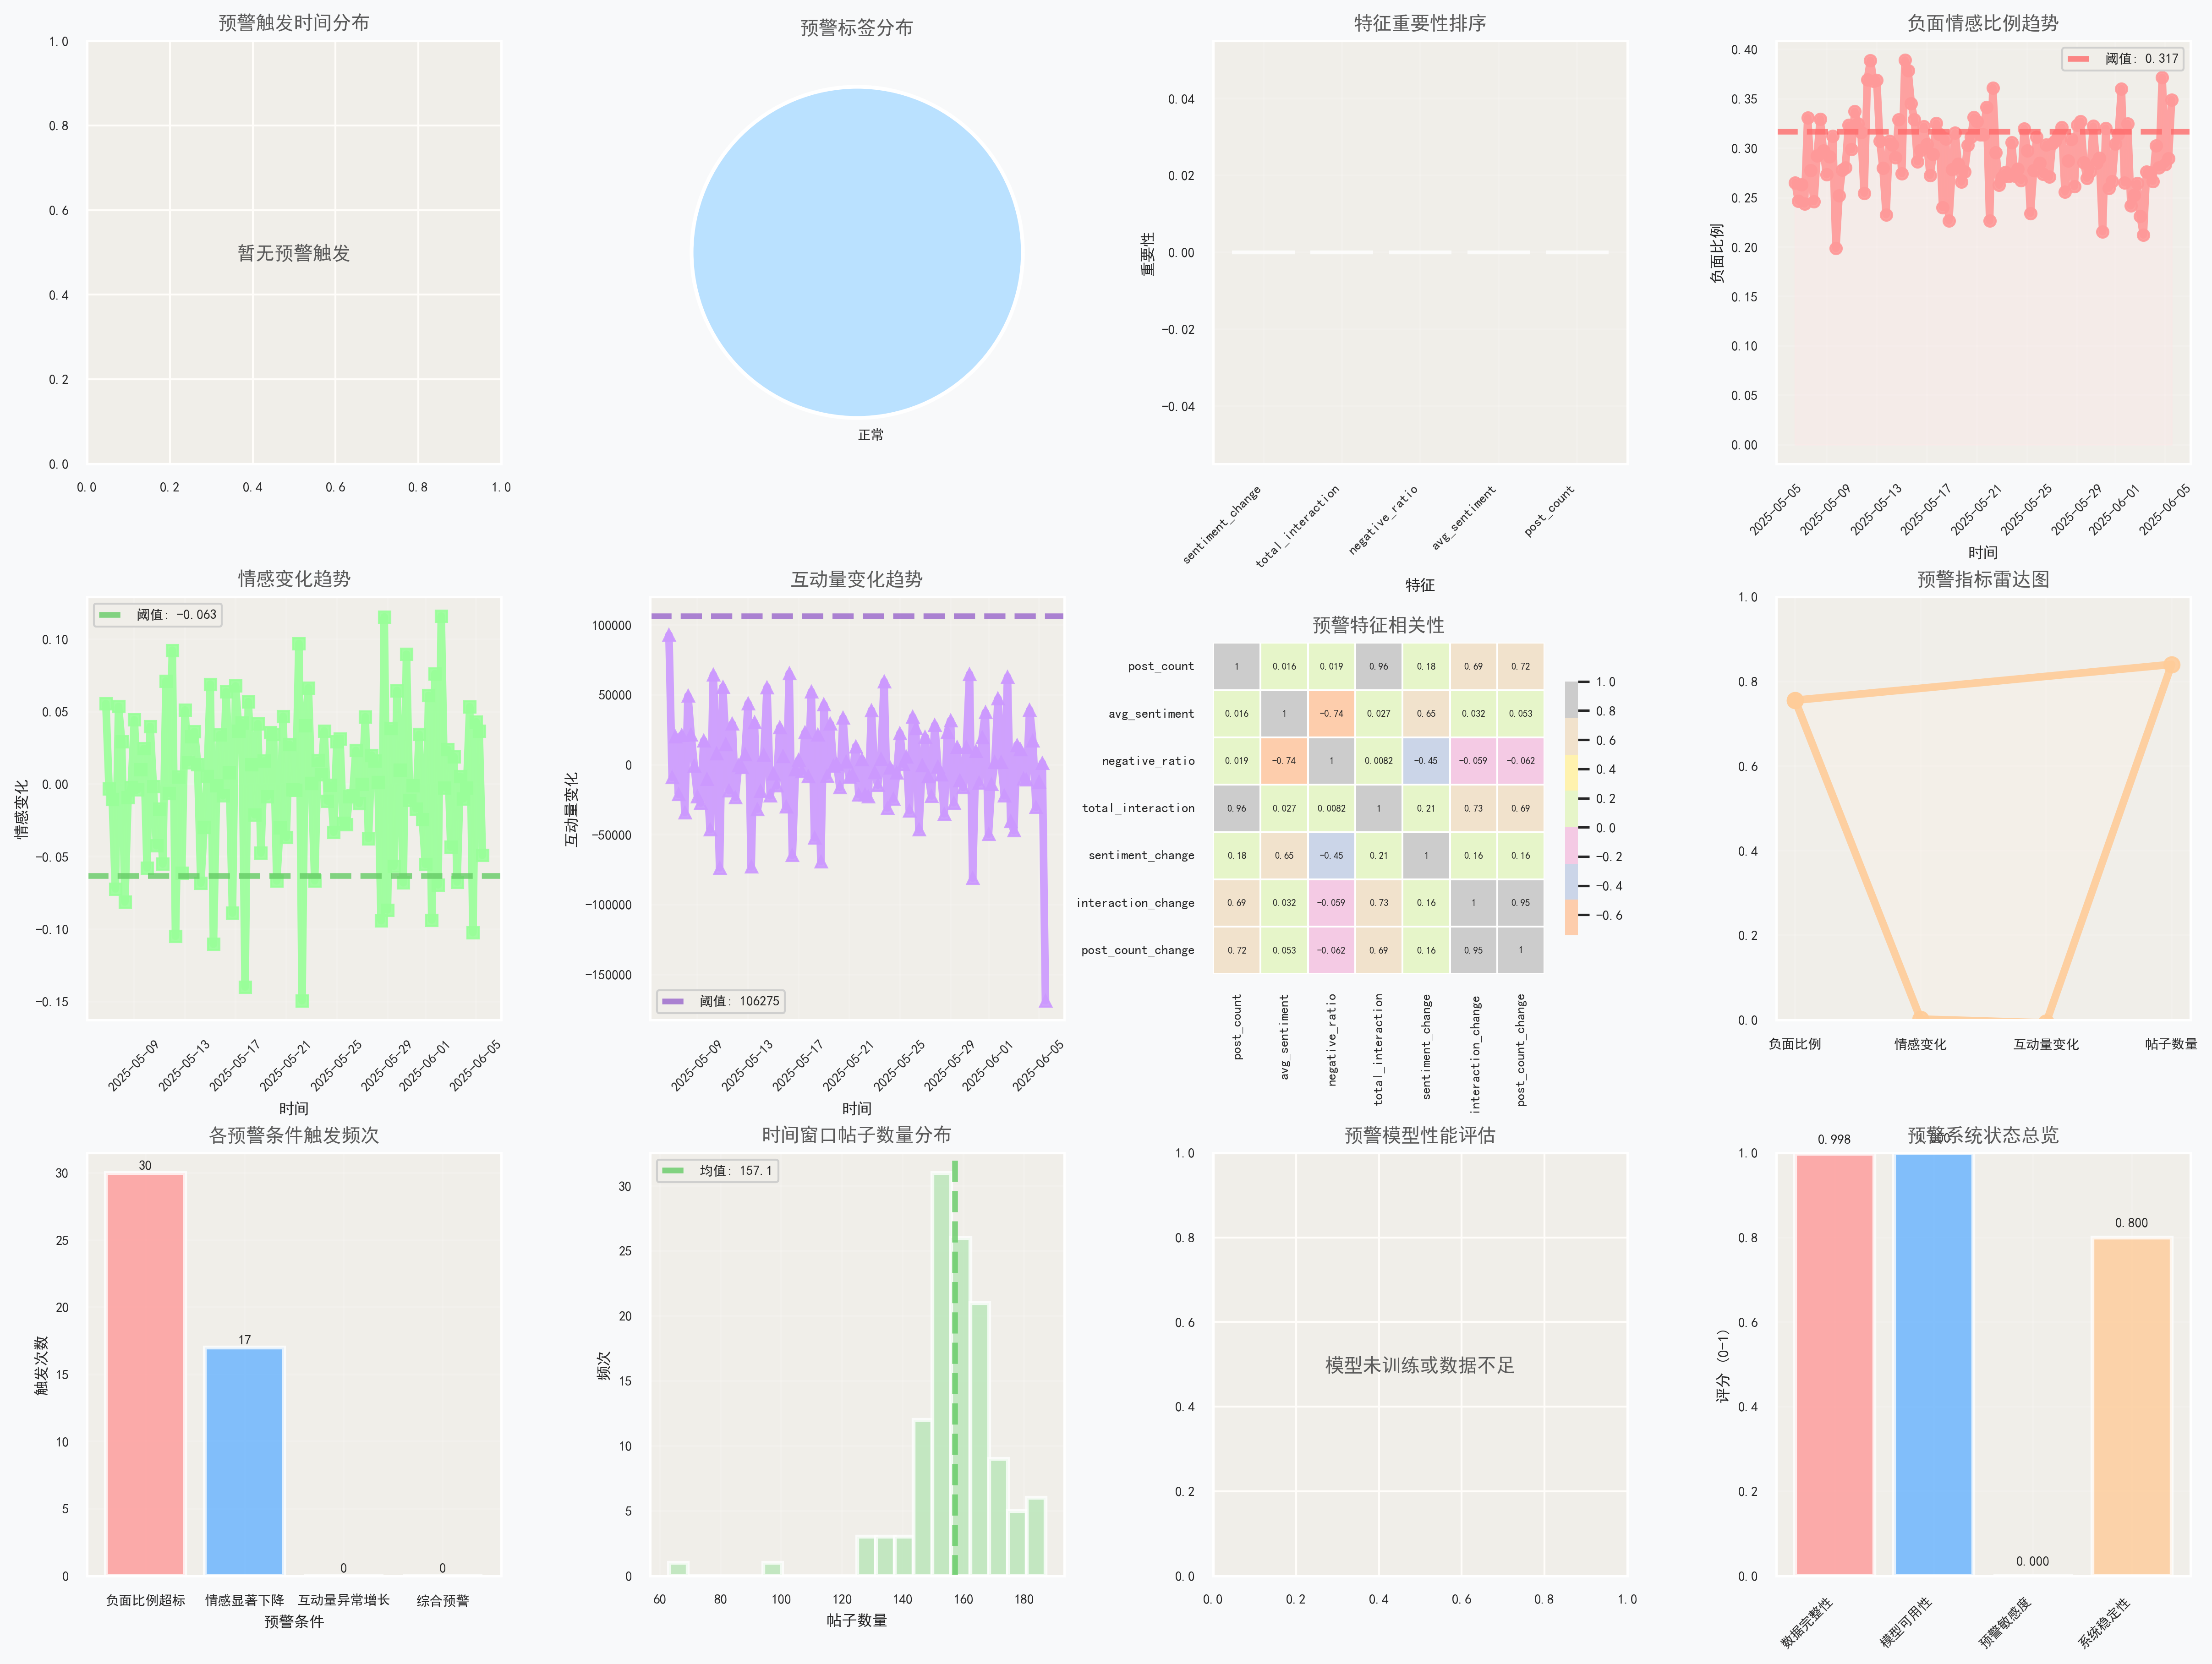 预警触发时间分布
1.0
0.8
0.6
0.4
0.2
0.0
暂无预警触发
0.0 0.2 0.4 0.6 0.8 1.0
预警标签分布
正常
特征重要性排序
重要性
0.04
0.02
0.00
-0.02
-0.04
sentiment_change
total_interaction
negative_ratio
avg_sentiment
post_count
特征
负面情感比例趋势
阈值: 0.317
负面比例
0.40
0.35
0.30
0.25
0.20
0.15
0.10
0.05
0.00
2025-05-05
2025-05-09
2025-05-13
2025-05-17
2025-05-21
2025-05-25
2025-05-29
2025-06-01
2025-06-05
时间
情感变化趋势
阈值: -0.063
情感变化
0.10
0.05
0.00
-0.05
-0.10
-0.15
2025-05-09
2025-05-13
2025-05-17
2025-05-21
2025-05-25
2025-05-29
2025-06-01
2025-06-05
时间
互动量变化趋势
互动量变化
100000
50000
0
-50000
-100000
-150000
阈值: 106275
2025-05-09
2025-05-13
2025-05-17
2025-05-21
2025-05-25
2025-05-29
2025-06-01
2025-06-05
时间
预警特征相关性
post_count 1 0.016 0.019 0.96 0.18 0.69 0.72
avg_sentiment 0.016 1 -0.74 0.027 0.65 0.032 0.053
negative_ratio 0.019 -0.74 1 0.0082 -0.45 -0.059 -0.062
total_interaction 0.96 0.027 0.0082 1 0.21 0.73 0.69
sentiment_change 0.18 0.65 -0.45 0.21 1 0.16 0.16
interaction_change 0.69 0.032 -0.059 0.73 0.16 1 0.95
post_count_change 0.72 0.053 -0.062 0.69 0.16 0.95 1
post_count
avg_sentiment
negative_ratio
total_interaction
sentiment_change
interaction_change
post_count_change
1.0
0.8
0.6
0.4
0.2
0.0
-0.2
-0.4
-0.6
预警指标雷达图
1.0
0.8
0.6
0.4
0.2
0.0
负面比例 情感变化 互动量变化 帖子数量
各预警条件触发频次
触发次数
30
25
20
15
10
5
0
30
17
0
0
负面比例超标 情感显著下降 互动量异常增长 综合预警
预警条件
时间窗口帖子数量分布
均值: 157.1
频次
30
25
20
15
10
5
0
60 80 100 120 140 160 180
帖子数量
预警模型性能评估
1.0
0.8
0.6
0.4
0.2
0.0
模型未训练或数据不足
0.0 0.2 0.4 0.6 0.8 1.0
预警系统状态总览
评分 (0-1)
1.0
0.8
0.6
0.4
0.2
0.0
0.998
0.000
0.800
数据完整性
模型可用性
预警敏感度
系统稳定性